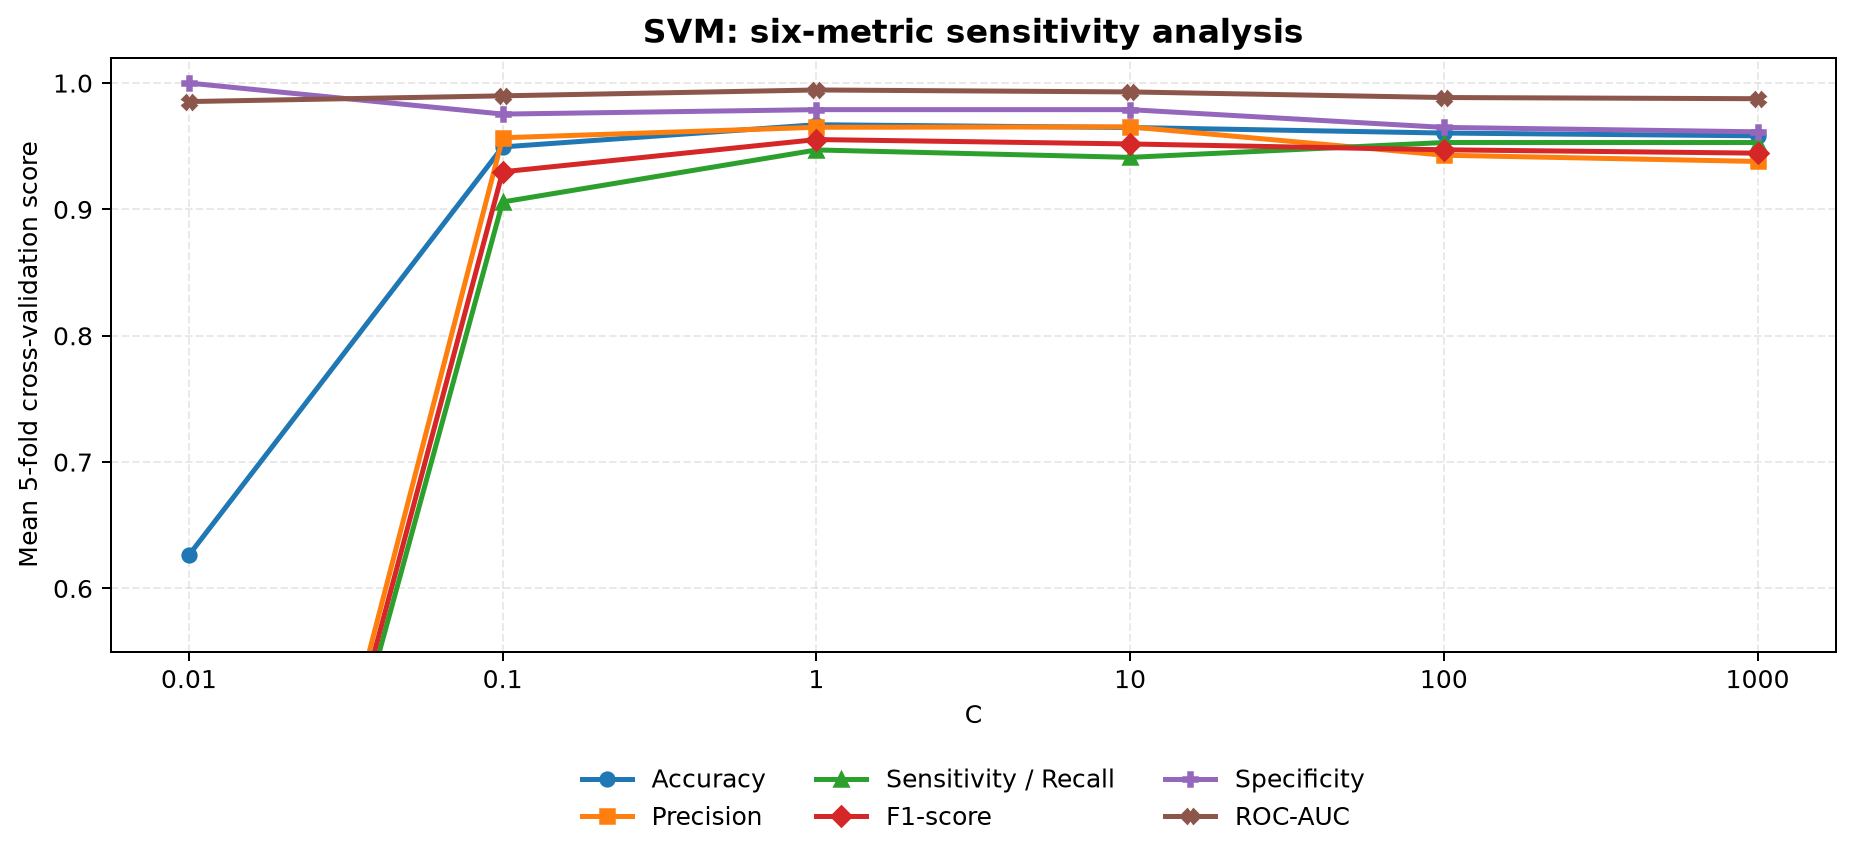 SVM: six-metric sensitivity analysis
Mean 5-fold cross-validation score
1.0
0.9
0.8
0.7
0.6
0.01 0.1 1 10 100 1000
C
Accuracy Sensitivity / Recall Specificity
Precision F1-score ROC-AUC